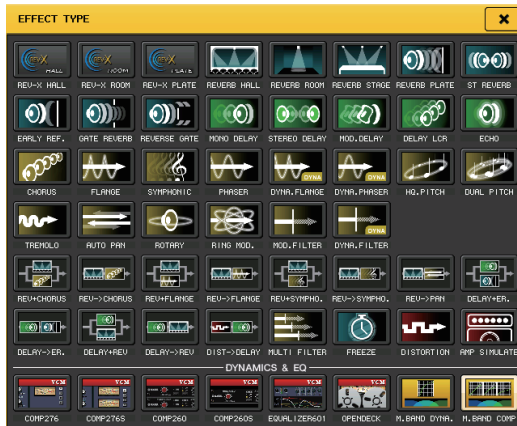 EFFECT TYPE
REV-X HALL REV-X ROOM REV-X PLATE REVERB HALL REVERB ROOM REVERB STAGE REVERB PLATE ST REVERB
EARLY REF. GATE REVERB REVERSE GATE MONO DELAY STEREO DELAY MOD.DELAY DELAY LCR ECHO
CHORUS FLANGE SYMPHONIC PHASER DYNA.FLANGE DYNA.PHASER HQ.PITCH DUAL PITCH
TREMOLO AUTO PAN ROTARY RING MOD. MOD.FILTER DYNA.FILTER
REV+CHORUS REV->CHORUS REV+FLANGE REV->FLANGE REV+SYMPHO. REV->SYMPHO. REV->PAN DELAY+ER.
DELAY->ER. DELAY+REV DELAY->REV DIST->DELAY MULTI FILTER FREEZE DISTORTION AMP SIMULATE
DYNAMICS & EQ
COMP276 COMP276S COMP260 COMP260S EQUALIZER601 OPENDECK M.BAND DYNA. M.BAND COMP